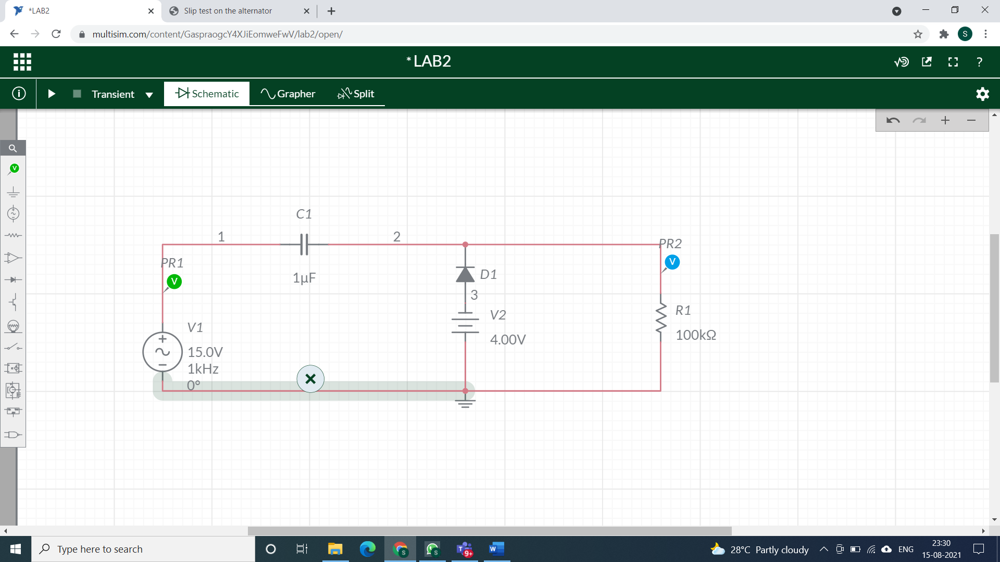 *LAB2
Slip test on the alternator
multisim.com/content/GaspraogcY4XJiEomweFwV/lab2/open/
S
* LAB2
?
i
Transient
Schematic
Grapher
Split
V
C1
1
2
PR2
PR1
V
V
1µF
D1
3
V1
V2
R1
15.0V
4.00V
100kΩ
1kHz
0°
Type here to search
S
S
T
9+
W
28°C Partly cloudy
ENG
23:30
15-08-2021